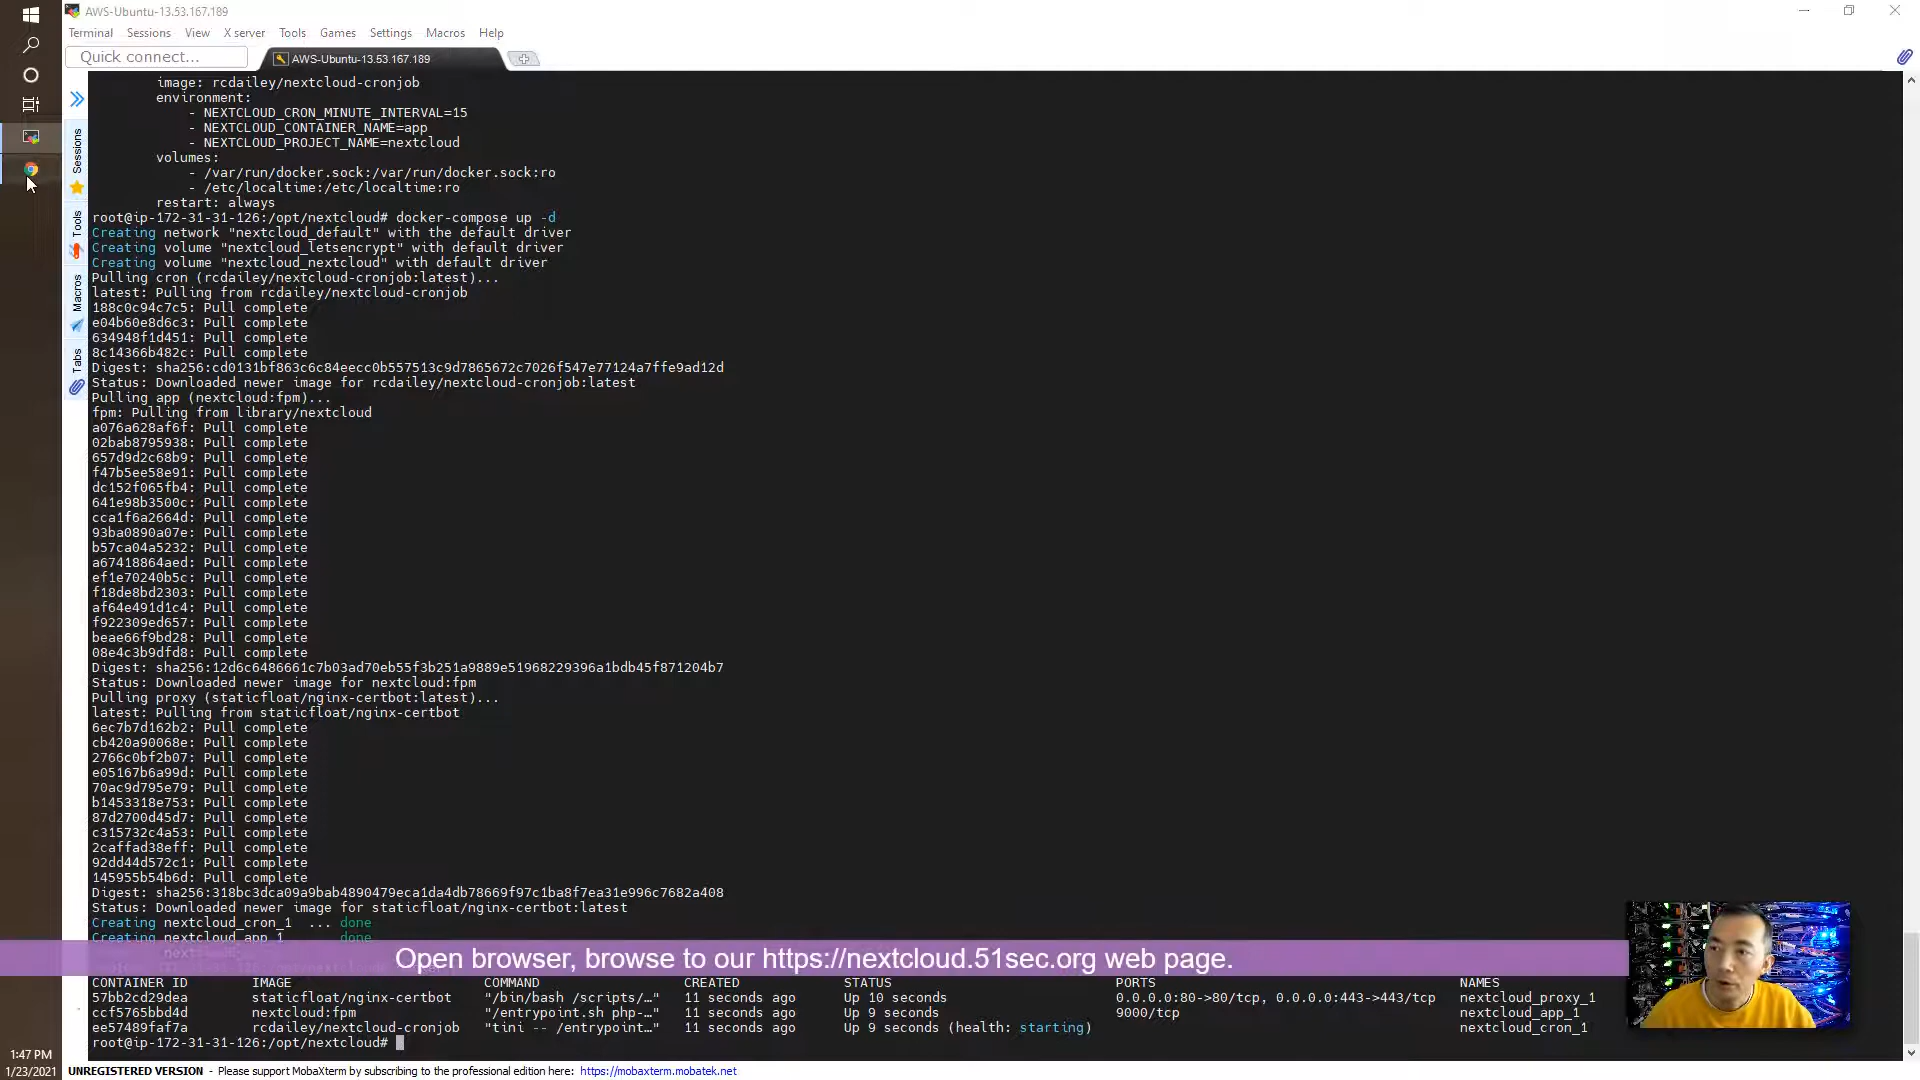 AWS-Ubuntu-13.53.167.189
Terminal Sessions View X server Tools Games Settings Macros Help
Quick connect... AWS-Ubuntu-13.53.167.189
Sessions
Tools
Macros
Tabs
image: rcdailey/nextcloud-cronjob
environment:
- NEXTCLOUD_CRON_MINUTE_INTERVAL=15
- NEXTCLOUD_CONTAINER_NAME=app
- NEXTCLOUD_PROJECT_NAME=nextcloud
volumes:
- /var/run/docker.sock:/var/run/docker.sock:ro
- /etc/localtime:/etc/localtime:ro
restart: always
root@ip-172-31-31-126:/opt/nextcloud# docker-compose up -d
Creating network "nextcloud_default" with the default driver
Creating volume "nextcloud_letsencrypt" with default driver
Creating volume "nextcloud_nextcloud" with default driver
Pulling cron (rcdailey/nextcloud-cronjob:latest)...
latest: Pulling from rcdailey/nextcloud-cronjob
188c0c94c7c5: Pull complete
e04b60e8d6c3: Pull complete
634948f1d451: Pull complete
8c14366b482c: Pull complete
Digest: sha256:cd0131bf863c6c84eecc0b557513c9d7865672c7026f547e77124a7ffe9ad12d
Status: Downloaded newer image for rcdailey/nextcloud-cronjob:latest
Pulling app (nextcloud:fpm)...
fpm: Pulling from library/nextcloud
a076a628af6f: Pull complete
02bab8795938: Pull complete
657d9d2c68b9: Pull complete
f47b5ee58e91: Pull complete
dc152f065fb4: Pull complete
641e98b3500c: Pull complete
cca1f6a2664d: Pull complete
93ba0890a07e: Pull complete
b57ca04a5232: Pull complete
a67418864aed: Pull complete
ef1e70240b5c: Pull complete
f18de8bd2303: Pull complete
af64e491d1c4: Pull complete
f922309ed657: Pull complete
beae66f9bd28: Pull complete
08e4c3b9dfd8: Pull complete
Digest: sha256:12d6c6486661c7b03ad70eb55f3b251a9889e51968229396a1bdb45f871204b7
Status: Downloaded newer image for nextcloud:fpm
Pulling proxy (staticfloat/nginx-certbot:latest)...
latest: Pulling from staticfloat/nginx-certbot
6ec7b7d162b2: Pull complete
cb420a90068e: Pull complete
2766c0bf2b07: Pull complete
e05167b6a99d: Pull complete
70ac9d795e79: Pull complete
b1453318e753: Pull complete
87d2700d45d7: Pull complete
c315732c4a53: Pull complete
2caffad38eff: Pull complete
92dd44d572c1: Pull complete
145955b54b6d: Pull complete
Digest: sha256:318bc3dca09a9bab4890479eca1da4db78669f97c1ba8f7ea31e996c7682a408
Status: Downloaded newer image for staticfloat/nginx-certbot:latest
Creating nextcloud_cron_1 ... done
Creating nextcloud_app_1 done
Open browser, browse to our https://nextcloud.51sec.org web page.
CONTAINER ID IMAGE COMMAND CREATED STATUS PORTS NAMES
57bb2cd29dea staticfloat/nginx-certbot "/bin/bash /scripts/…" 11 seconds ago Up 10 seconds 0.0.0.0:80->80/tcp, 0.0.0.0:443->443/tcp nextcloud_proxy_1
ccf5765bbd4d nextcloud:fpm "/entrypoint.sh php-…" 11 seconds ago Up 9 seconds 9000/tcp nextcloud_app_1
ee57489faf7a rcdailey/nextcloud-cronjob "tini -- /entrypoint…" 11 seconds ago Up 9 seconds (health: starting) nextcloud_cron_1
root@ip-172-31-31-126:/opt/nextcloud#
1:47 PM
1/23/2021
UNREGISTERED VERSION - Please support MobaXterm by subscribing to the professional edition here: https://mobaxterm.mobatek.net